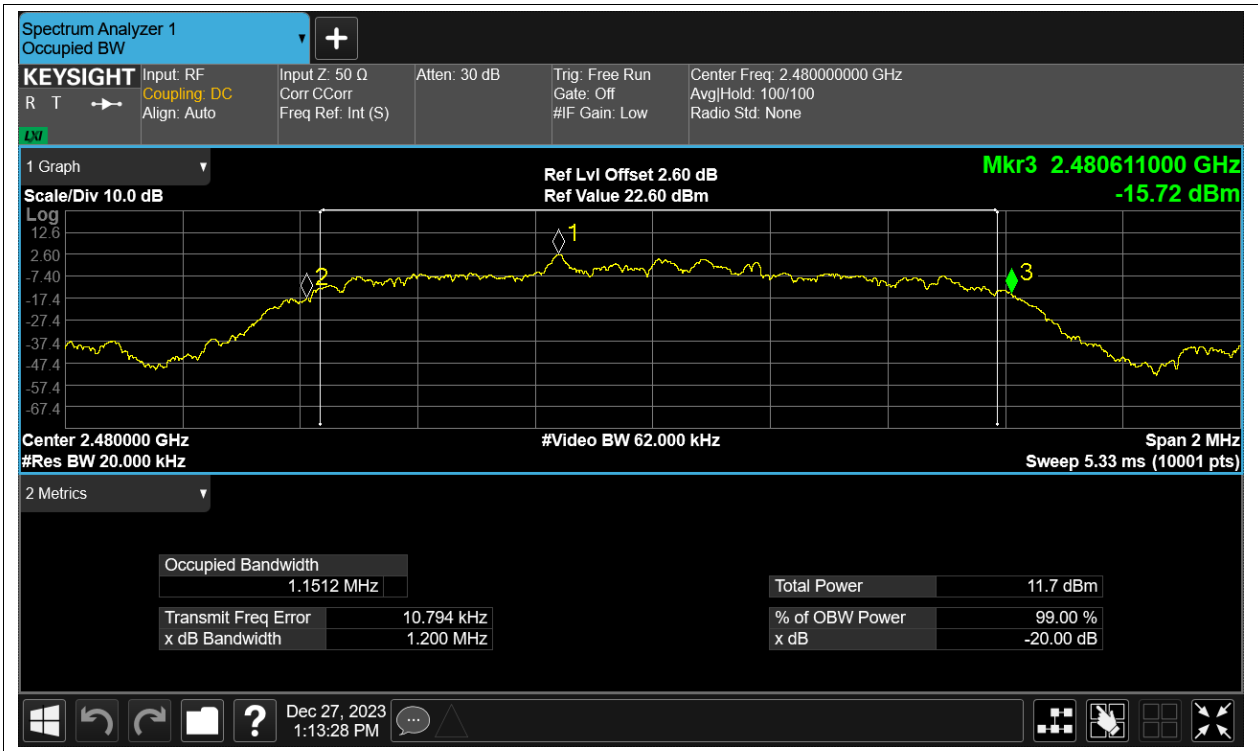 Spectrum Analyzer 1
Occupied BW
KEYSIGHT
R T
LXI
Input: RF
Coupling: DC
Align: Auto
Input Z: 50 Ω
Corr CCorr
Freq Ref: Int (S)
Atten: 30 dB
Trig: Free Run
Gate: Off
#IF Gain: Low
Center Freq: 2.480000000 GHz
Avg|Hold: 100/100
Radio Std: None
1 Graph
Scale/Div 10.0 dB
Ref Lvl Offset 2.60 dB
Ref Value 22.60 dBm
Mkr3 2.480611000 GHz
-15.72 dBm
Log
12.6
2.60
-7.40
-17.4
-27.4
-37.4
-47.4
-57.4
-67.4
1
2
3
Center 2.480000 GHz
#Res BW 20.000 kHz
#Video BW 62.000 kHz
Span 2 MHz
Sweep 5.33 ms (10001 pts)
2 Metrics
Occupied Bandwidth
1.1512 MHz
Transmit Freq Error 10.794 kHz
x dB Bandwidth 1.200 MHz
Total Power 11.7 dBm
% of OBW Power 99.00 %
x dB -20.00 dB
?
Dec 27, 2023
1:13:28 PM